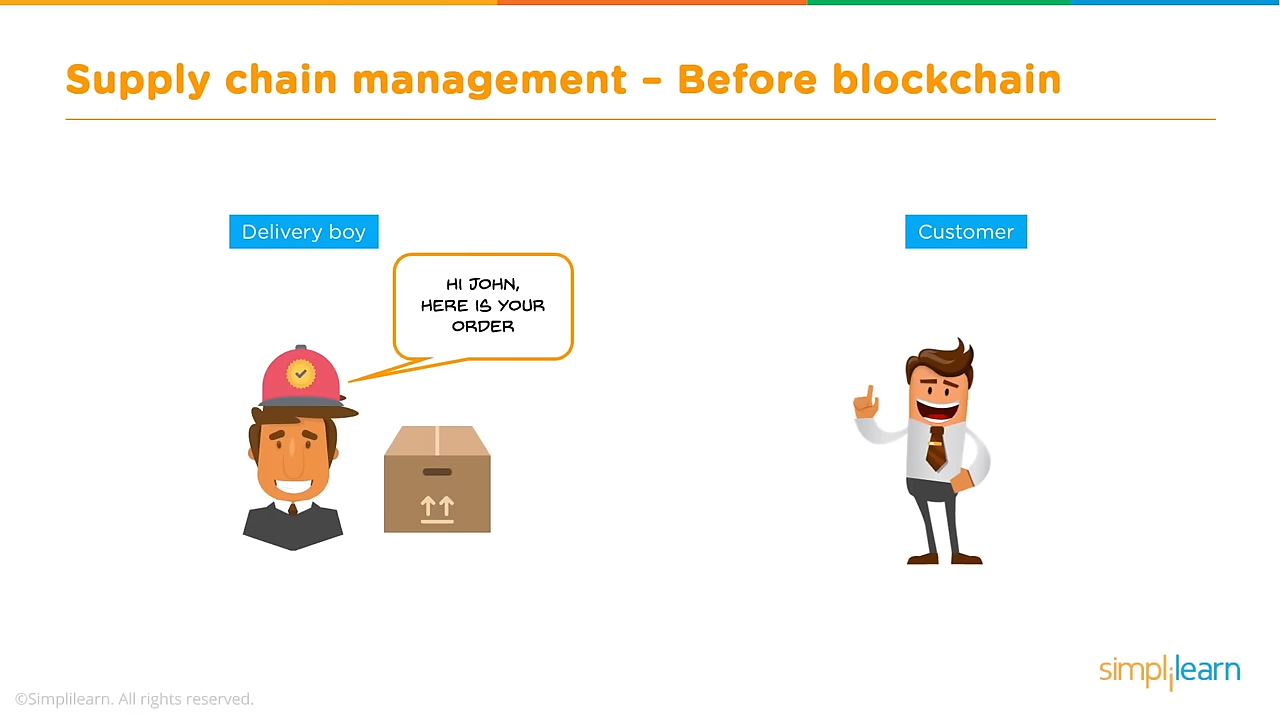 Supply chain management – Before blockchain
Delivery boy
Customer
HI JOHN,
HERE IS YOUR
ORDER
simplilearn
©Simplilearn. All rights reserved.